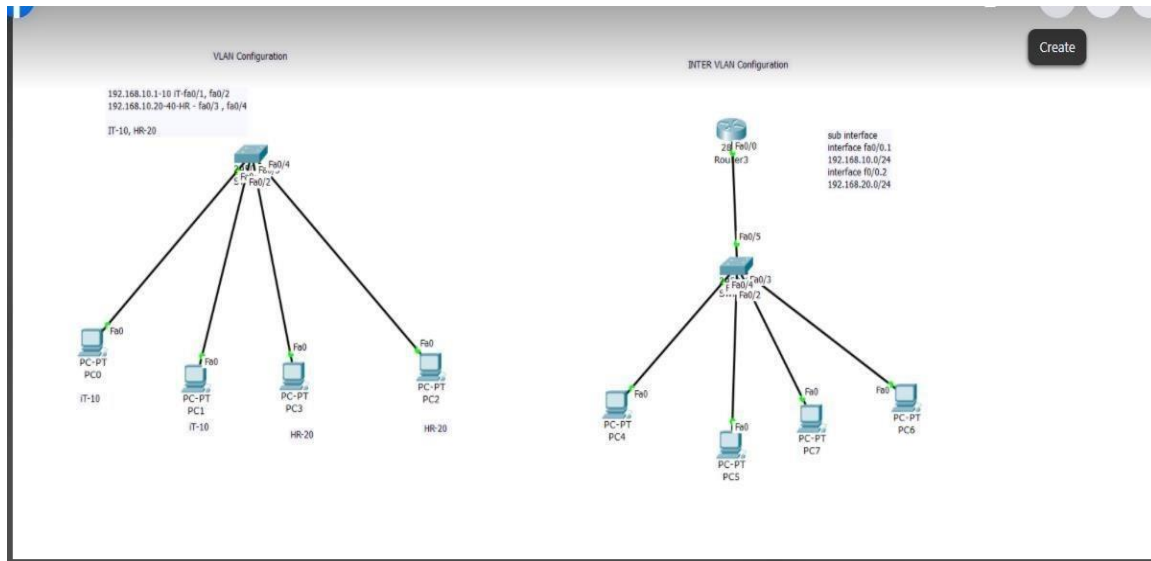 Create
VLAN Configuration
192.168.10.1-10 iT-fa0/1, fa0/2
192.168.10.20-40-HR - fa0/3 , fa0/4
IT-10, HR-20
Fa0/4
Fa0/2
Fa0
PC-PT
PC0
iT-10
Fa0
PC-PT
PC1
iT-10
Fa0
PC-PT
PC3
HR-20
Fa0
PC-PT
PC2
HR-20
INTER VLAN Configuration
Fa0/0
Router3
sub interface
interface fa0/0.1
192.168.10.0/24
interface f0/0.2
192.168.20.0/24
Fa0/5
Fa0/3
Fa0/4
Fa0/2
Fa0
PC-PT
PC4
Fa0
PC-PT
PC5
Fa0
PC-PT
PC7
Fa0
PC-PT
PC6